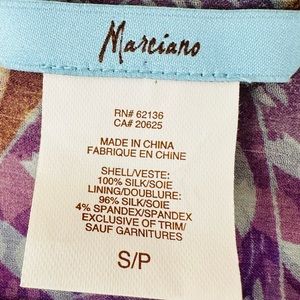 Marciano
RN# 62136
CA# 20625
MADE IN CHINA
FABRIQUE EN CHINE
SHELL/VESTE:
100% SILK/SOIE
LINING/DOUBLURE:
96% SILK/SOIE
4% SPANDEX/SPANDEX
EXCLUSIVE OF TRIM/
SAUF GARNITURES
S/P